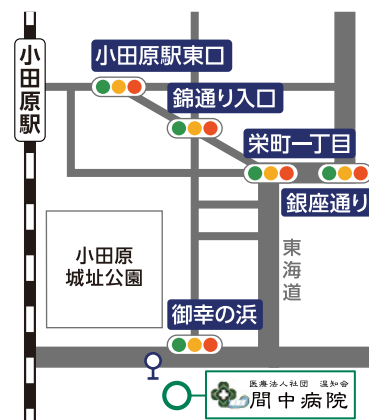 小田原駅
小田原駅東口
錦通り入口
栄町一丁目
銀座通り
小田原
城址公園
東海道
御幸の浜
医療法人社団 温知会
間中病院